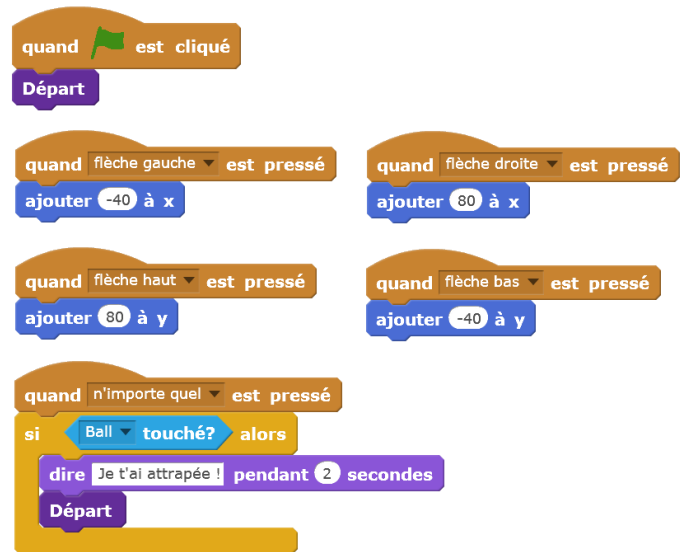 quand est cliqué
Départ
quand flèche gauche est pressé
ajouter -40 à x
quand flèche droite est pressé
ajouter 80 à x
quand flèche haut est pressé
ajouter 80 à y
quand flèche bas est pressé
ajouter -40 à y
quand n'importe quel est pressé
si Ball touché? alors
dire Je t'ai attrapée ! pendant 2 secondes
Départ